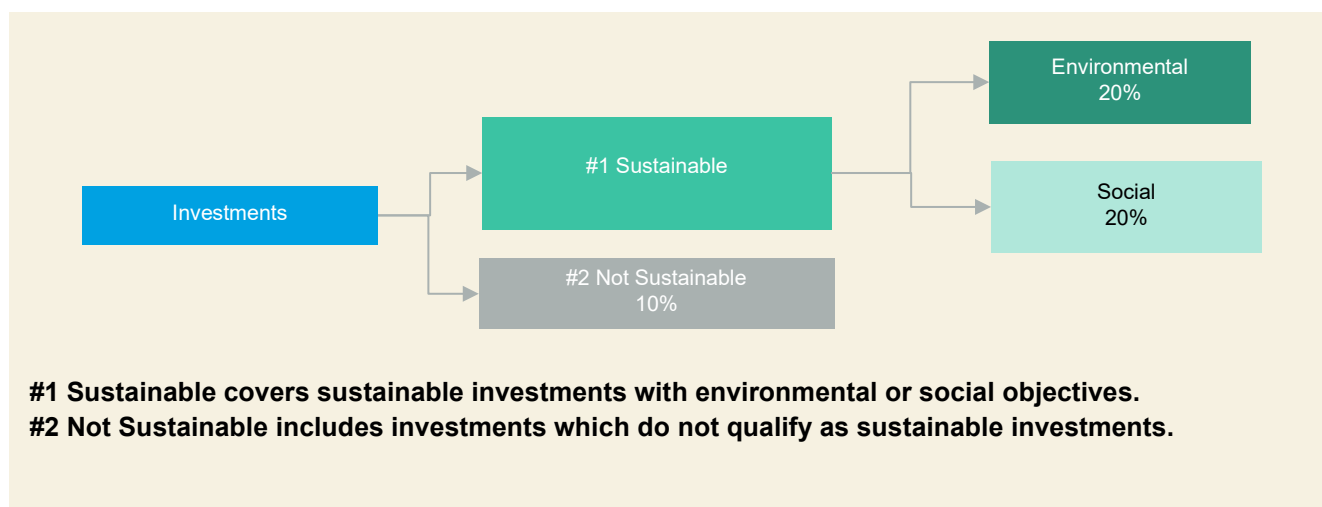 Environmental
20%
#1 Sustainable
Social
20%
Investments
#2 Not Sustainable
10%
#1 Sustainable covers sustainable investments with environmental or social objectives.
#2 Not Sustainable includes investments which do not qualify as sustainable investments.